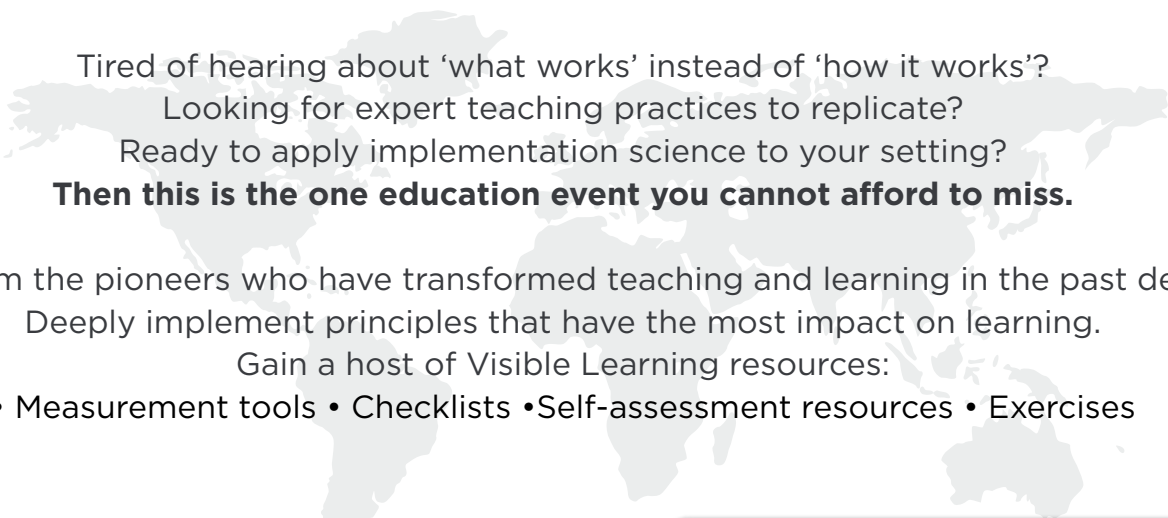 Tired of hearing about ‘what works’ instead of ‘how it works’?
Looking for expert teaching practices to replicate?
Ready to apply implementation science to your setting?
Then this is the one education event you cannot afford to miss.
the pioneers who have transformed teaching and learning in the past
Deeply implement principles that have the most impact on learning.
Gain a host of Visible Learning resources:
• Measurement tools • Checklists •Self-assessment resources • Exercises